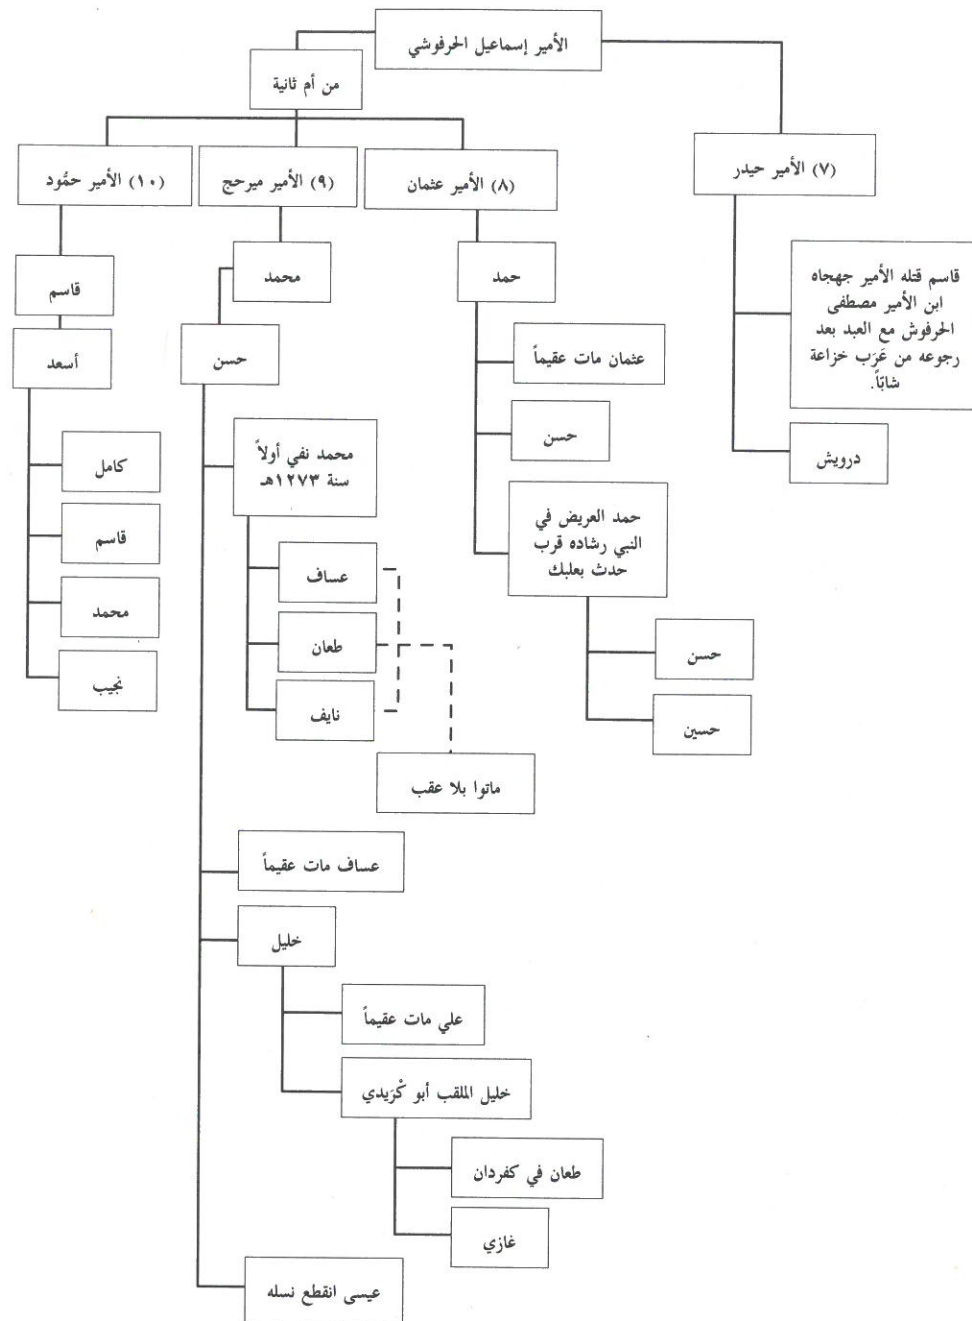 الأمير إسماعيل الحرفوشي
من أم ثانية
(٧) الأمير حيدر
قاسم قتله الأمير جهجاه
ابن الأمير مصطفى
الحرفوش مع العبد بعد
رجوعه من عَرَب خزاعة
شابّاً.
درويش
(٨) الأمير عثمان
حمد
عثمان مات عقيماً
حسن
حمد العريض في
النبي رشاده قرب
حدث بعلبك
حسن
حسين
(٩) الأمير ميرحج
محمد
حسن
محمد نفي أولاً
سنة ١٢٧٣هـ
عساف
طعان
نايف
ماتوا بلا عقب
عساف مات عقيماً
خليل
علي مات عقيماً
خليل الملقب أبو كْرَيدي
طعان في كفردان
غازي
عيسى انقطع نسله
(١٠) الأمير حمُّود
قاسم
أسعد
كامل
قاسم
محمد
نجيب